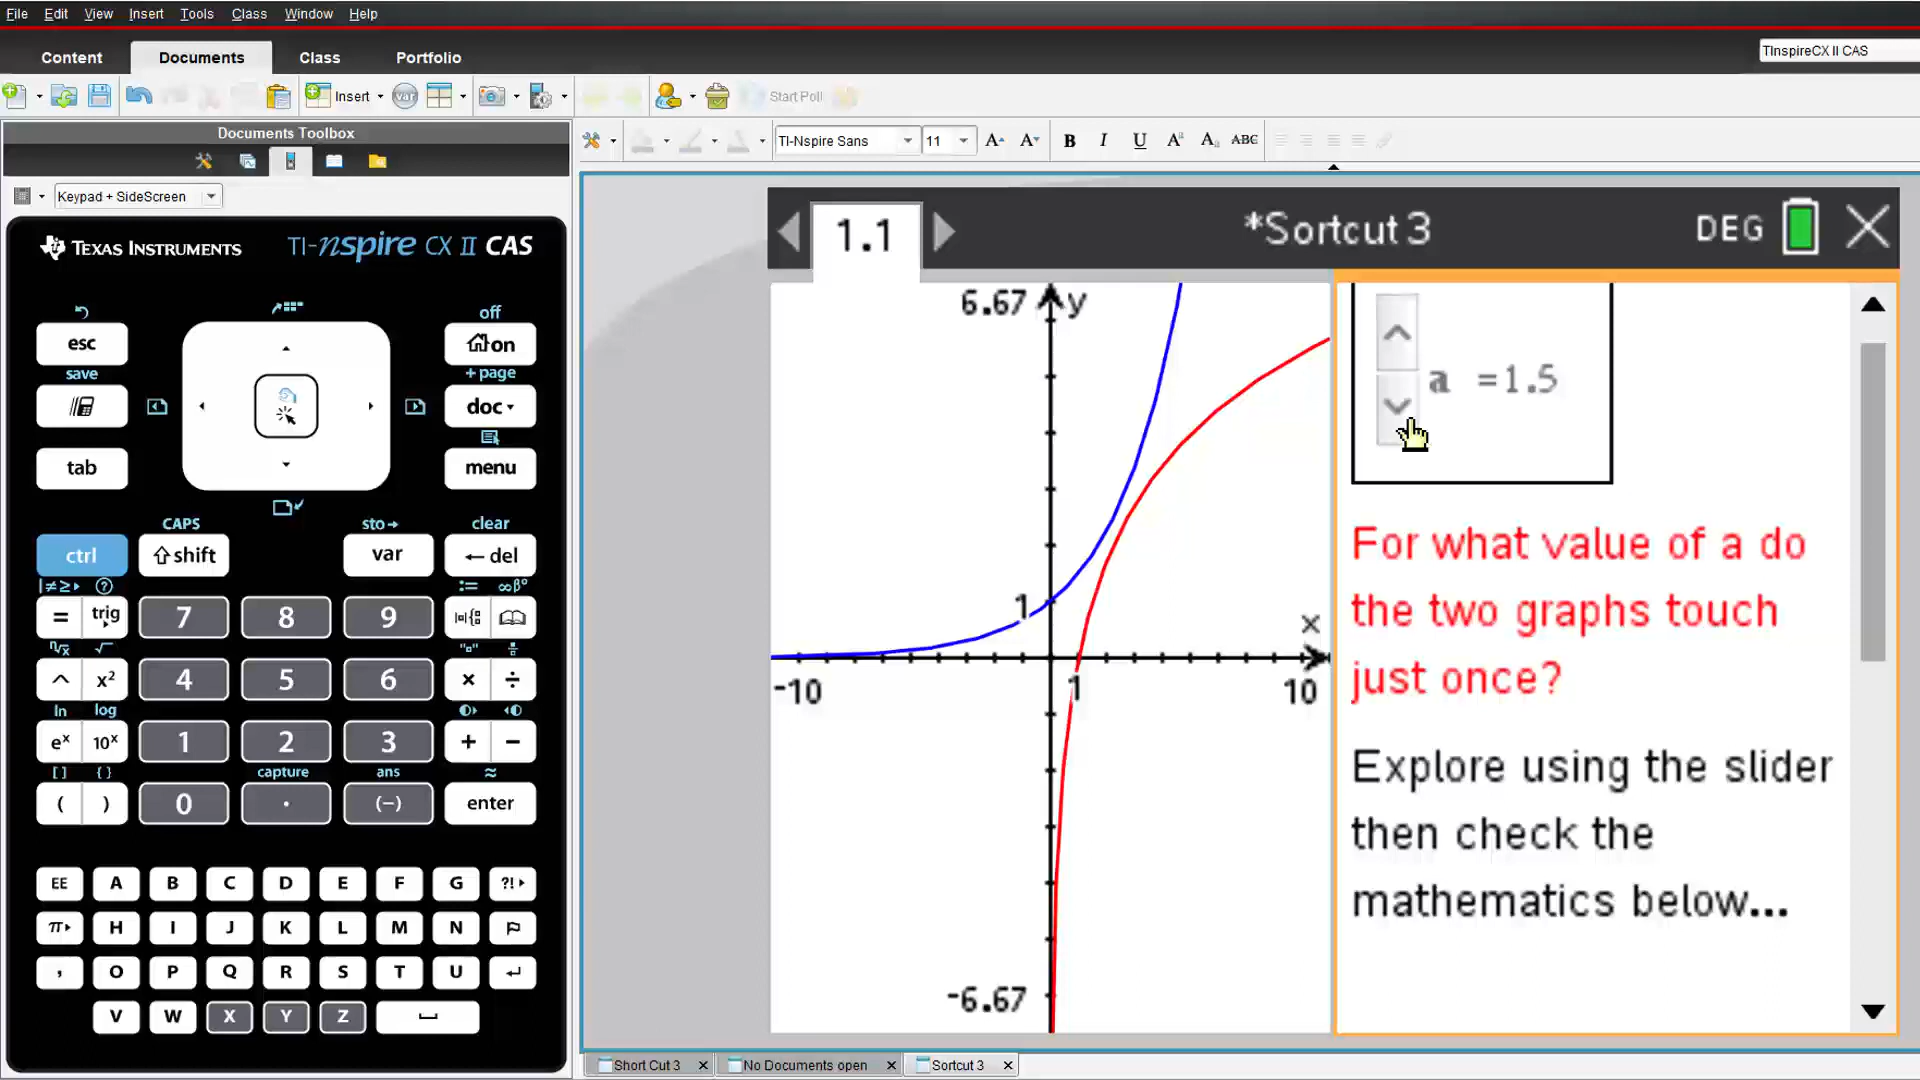 File Edit View Insert Tools Class Window Help
Content Documents Class Portfolio
TInspireCX II CAS
Insert var Start Poll
Documents Toolbox
TI-Nspire Sans 11 A A B I U A A ABC
Keypad + SideScreen
TEXAS INSTRUMENTS TI-nspire CX II CAS
off
esc on
save + page
doc
tab menu
CAPS sto→ clear
ctrl shift var ← del
|≠≥▸ ? := ∞β°
= trig 7 8 9
n√x √ "▫"
^ x² 4 5 6 × ÷
ln log
eˣ 10ˣ 1 2 3 + −
[ ] { } capture ans ≈
( ) 0 . (−) enter
EE A B C D E F G ?!▸
π▸ H I J K L M N
, O P Q R S T U
V W X Y Z
1.1 *Sortcut 3 DEG
6.67 y
1
x
-10 1 10
-6.67
a =1.5
For what value of a do
the two graphs touch
just once?
Explore using the slider
then check the
mathematics below...
Short Cut 3 No Documents open Sortcut 3